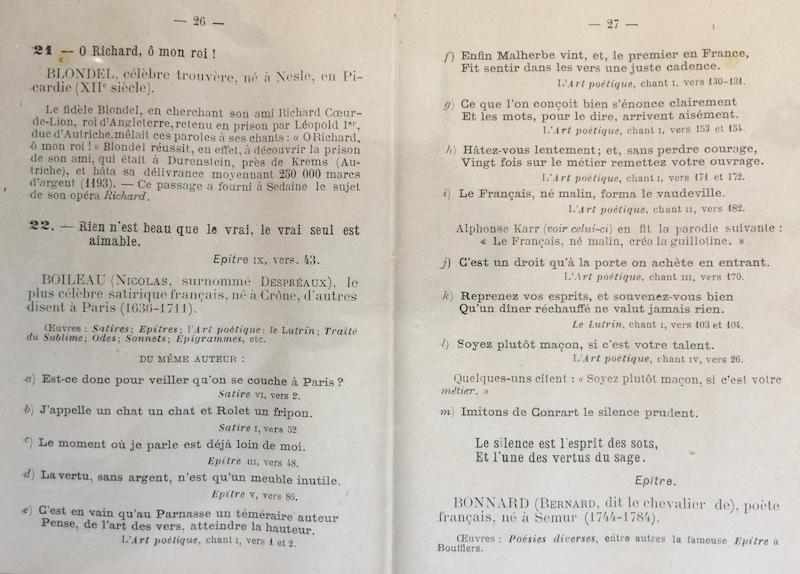 — 26 —
21 — O Richard, ô mon roi !
BLONDEL, célèbre trouvère, né à Nesle, en Pi-
cardie (XIIe siècle).
Le fidèle Blondel, en cherchant son ami Richard Cœur-
de-Lion, roi d'Angleterre, retenu en prison par Léopold Ier,
duc d'Autriche, mêlait ces paroles à ses chants : « O Richard,
ô mon roi ! » Blondel réussit, en effet, à découvrir la prison
de son ami, qui était à Durenstein, près de Krems (Au-
triche), et hâta sa délivrance moyennant 250 000 mares
d'argent (1193). — Ce passage a fourni à Sedaine le sujet
de son opéra Richard.
22. — Rien n'est beau que le vrai, le vrai seul est
aimable.
Epitre IX, vers. 43.
BOILEAU (NICOLAS, surnommé DESPRÉAUX), le
plus célèbre satirique français, né à Crône, d'autres
disent à Paris (1636-1711).
Œuvres : Satires; Epitres; l'Art poétique; le Lutrin; Traité
du Sublime; Odes; Sonnets; Épigrammes, etc.
DU MÊME AUTEUR :
a) Est-ce donc pour veiller qu'on se couche à Paris ?
Satire VI, vers 2.
b) J'appelle un chat un chat et Rolet un fripon.
Satire I, vers 52.
c) Le moment où je parle est déjà loin de moi.
Epitre III, vers 48.
d) La vertu, sans argent, n'est qu'un meuble inutile.
Epitre V, vers 86.
e) C'est en vain qu'au Parnasse un téméraire auteur
Pense, de l'art des vers, atteindre la hauteur.
L'Art poétique, chant I, vers 1 et 2.
— 27 —
f) Enfin Malherbe vint, et, le premier en France,
Fit sentir dans les vers une juste cadence.
L'Art poétique, chant I, vers 130-131.
g) Ce que l'on conçoit bien s'énonce clairement
Et les mots, pour le dire, arrivent aisément.
L'Art poétique, chant I, vers 153 et 154.
h) Hâtez-vous lentement; et, sans perdre courage,
Vingt fois sur le métier remettez votre ouvrage.
L'Art poétique, chant I, vers 171 et 172.
i) Le Français, né malin, forma le vaudeville.
L'Art poétique, chant II, vers 182.
Alphonse Karr (voir celui-ci) en fit la parodie suivante :
« Le Français, né malin, créa la guillotine. »
j) C'est un droit qu'à la porte on achète en entrant.
L'Art poétique, chant III, vers 170.
k) Reprenez vos esprits, et souvenez-vous bien
Qu'un dîner réchauffé ne valut jamais rien.
Le Lutrin, chant I, vers 103 et 104.
l) Soyez plutôt maçon, si c'est votre talent.
L'Art poétique, chant IV, vers 26.
Quelques-uns citent : « Soyez plutôt maçon, si c'est votre
métier. »
m) Imitons de Conrart le silence prudent.
Le silence est l'esprit des sots,
Et l'une des vertus du sage.
Epitre.
BONNARD (BERNARD, dit le chevalier de), poète
français, né à Semur (1744-1784).
Œuvres : Poésies diverses, entre autres la fameuse Epitre à
Boufflers.